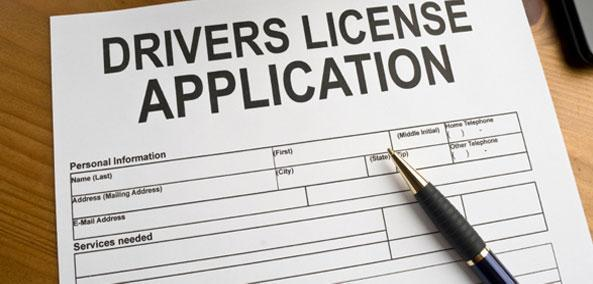 DRIVERS LICENSE
APPLICATION
Personal Information
Name (Last) (First) (Middle Initial) Home Telephone
( ) -
Address (Mailing Address) (City) (State) (Zip) Other Telephone
( ) -
E-Mail Address
Services needed